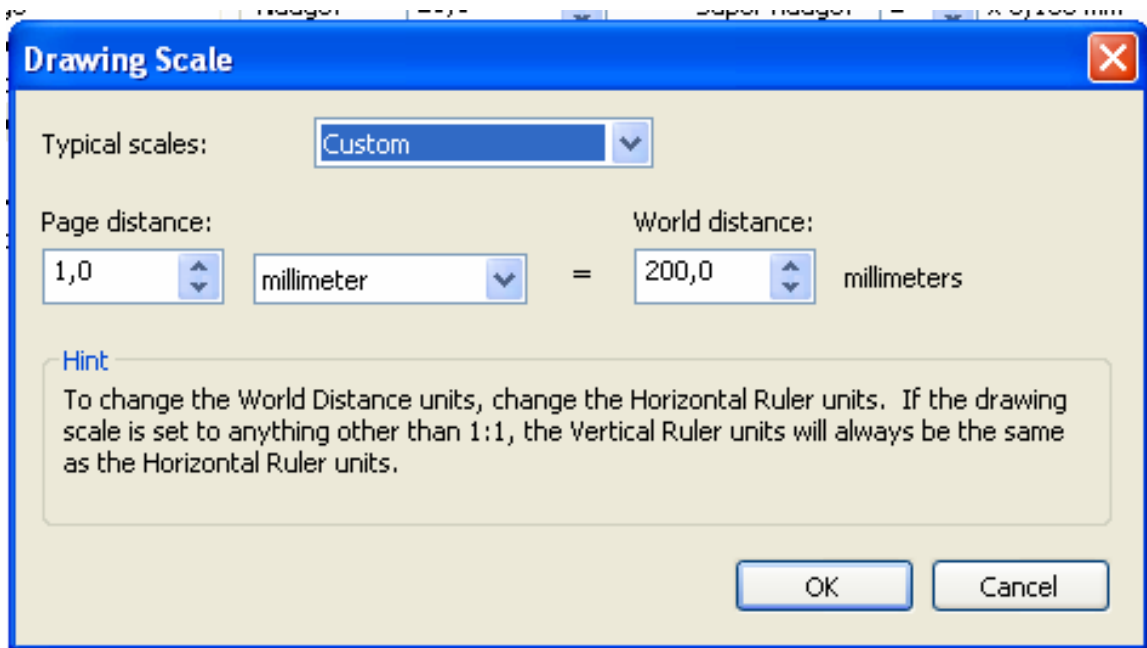 Drawing Scale
Typical scales: Custom
Page distance: World distance:
1,0 millimeter = 200,0 millimeters
Hint
To change the World Distance units, change the Horizontal Ruler units. If the drawing
scale is set to anything other than 1:1, the Vertical Ruler units will always be the same
as the Horizontal Ruler units.
OK Cancel